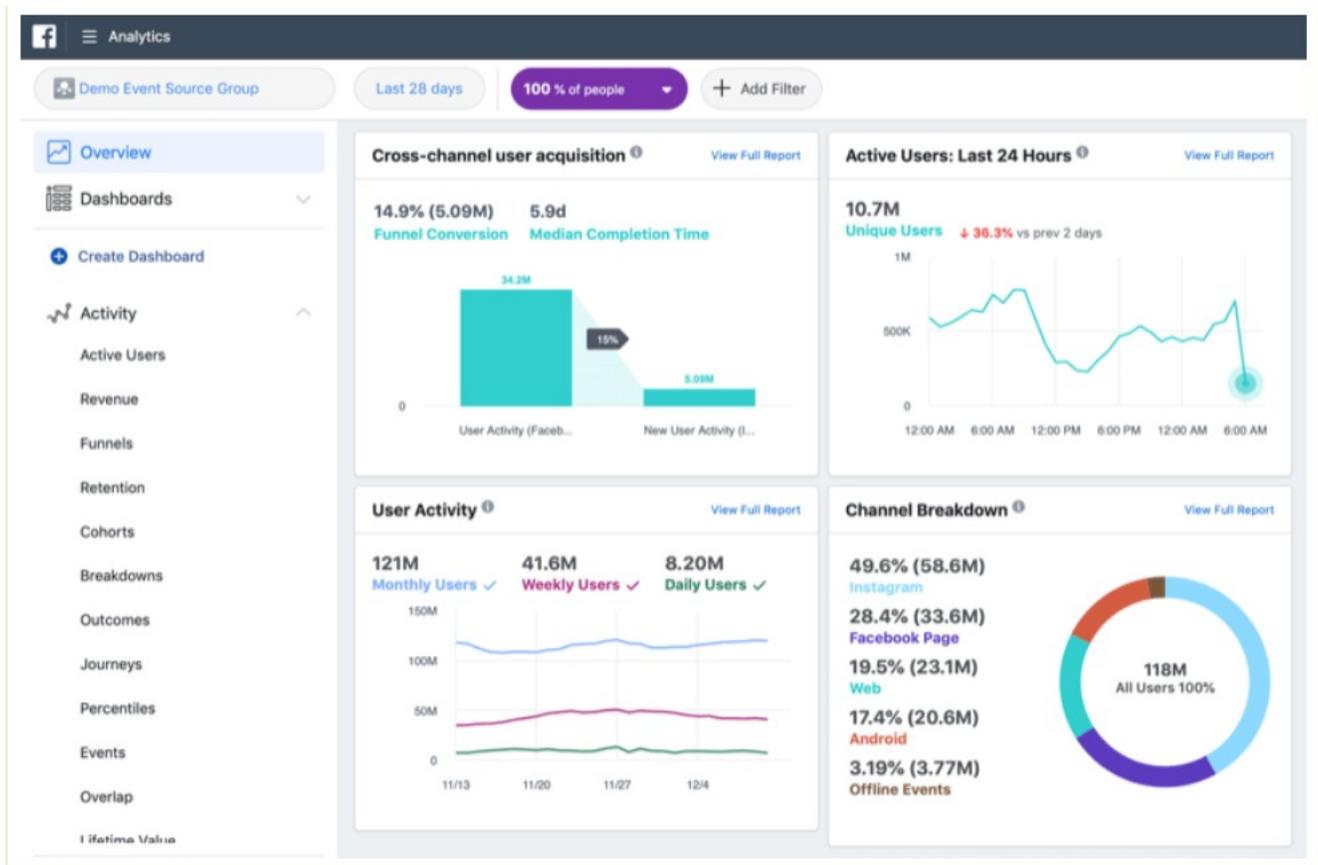 f
Analytics
Demo Event Source Group
Last 28 days
100 % of people
+ Add Filter
Overview
Dashboards
Create Dashboard
Activity
Active Users
Revenue
Funnels
Retention
Cohorts
Breakdowns
Outcomes
Journeys
Percentiles
Events
Overlap
Lifetime Value
Cross-channel user acquisition
View Full Report
14.9% (5.09M) 5.9d
Funnel Conversion Median Completion Time
34.2M
15%
5.09M
0
User Activity (Faceb... New User Activity (I...
Active Users: Last 24 Hours
View Full Report
10.7M
Unique Users ↓ 36.3% vs prev 2 days
1M
500K
0
12:00 AM 6:00 AM 12:00 PM 6:00 PM 12:00 AM 6:00 AM
User Activity
View Full Report
121M 41.6M 8.20M
Monthly Users ✓ Weekly Users ✓ Daily Users ✓
150M
100M
50M
0
11/13 11/20 11/27 12/4
Channel Breakdown
View Full Report
49.6% (58.6M)
Instagram
28.4% (33.6M)
Facebook Page
19.5% (23.1M)
Web
17.4% (20.6M)
Android
3.19% (3.77M)
Offline Events
118M
All Users 100%